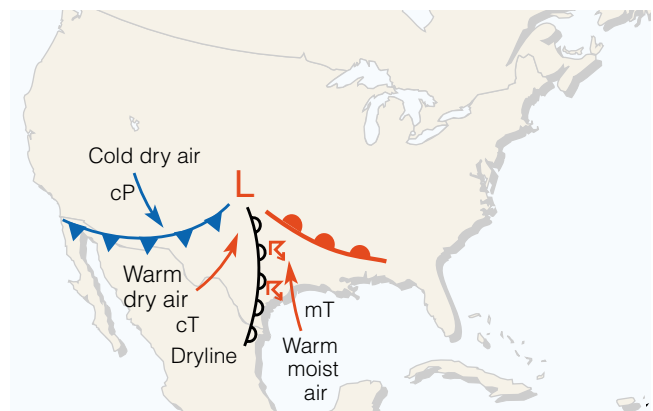 Cold dry air
cP
L
Warm
dry air
cT
Dryline
mT
Warm
moist
air